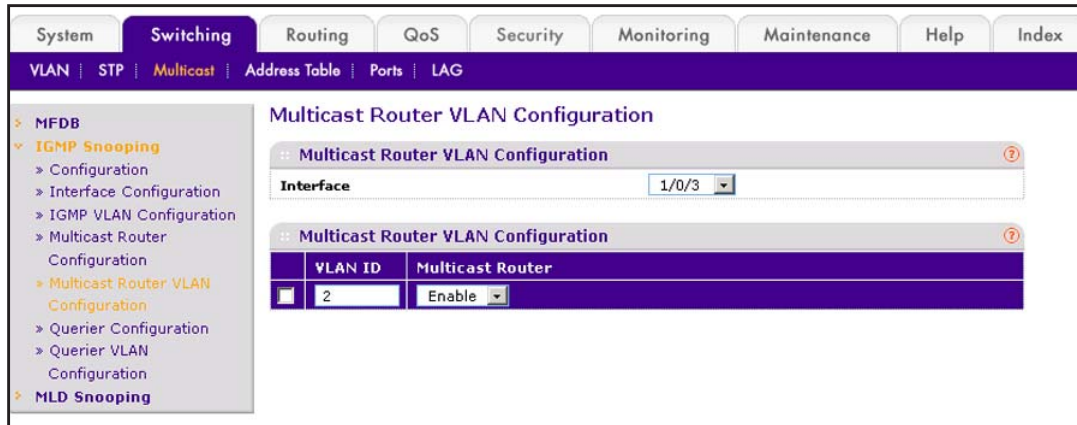 System Switching Routing QoS Security Monitoring Maintenance Help Index
VLAN | STP | Multicast | Address Table | Ports | LAG
MFDB
IGMP Snooping
» Configuration
» Interface Configuration
» IGMP VLAN Configuration
» Multicast Router
Configuration
» Multicast Router VLAN
Configuration
» Querier Configuration
» Querier VLAN
Configuration
MLD Snooping
Multicast Router VLAN Configuration
Multicast Router VLAN Configuration ?
Interface 1/0/3
Multicast Router VLAN Configuration ?
VLAN ID Multicast Router
2 Enable